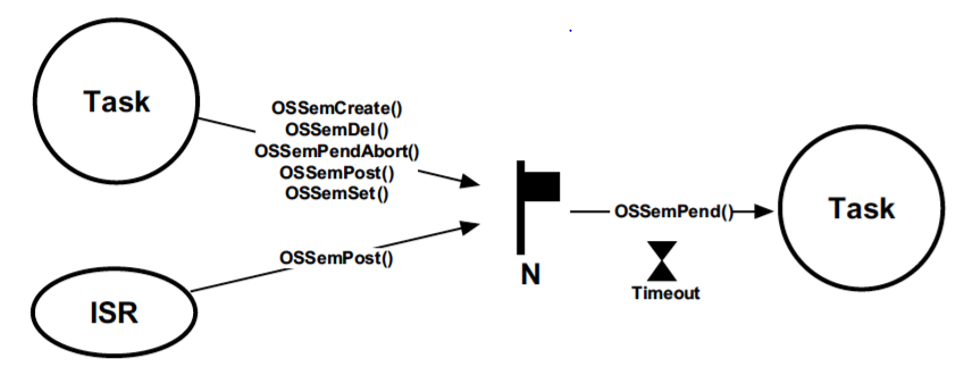 Task
OSSemCreate()
OSSemDel()
OSSemPendAbort()
OSSemPost()
OSSemSet()
OSSemPost()
ISR
N
OSSemPend()
Timeout
Task